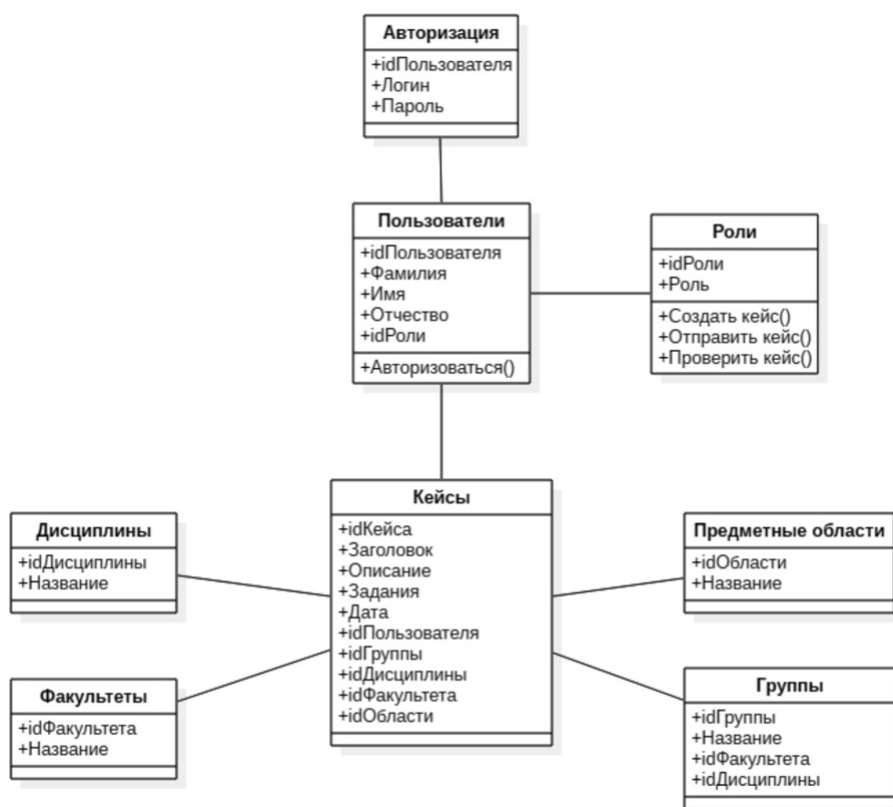 Авторизация
+idПользователя
+Логин
+Пароль
Пользователи
+idПользователя
+Фамилия
+Имя
+Отчество
+idРоли
+Авторизоваться()
Роли
+idРоли
+Роль
+Создать кейс()
+Отправить кейс()
+Проверить кейс()
Кейсы
+idКейса
+Заголовок
+Описание
+Задания
+Дата
+idПользователя
+idГруппы
+idДисциплины
+idФакультета
+idОбласти
Дисциплины
+idДисциплины
+Название
Предметные области
+idОбласти
+Название
Факультеты
+idФакультета
+Название
Группы
+idГруппы
+Название
+idФакультета
+idДисциплины